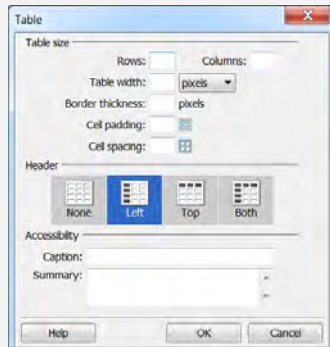 Table
Table size
Rows: Columns:
Table width: pixels
Border thickness: pixels
Cell padding:
Cell spacing:
Header
None Left Top Both
Accessibility
Caption:
Summary:
Help OK Cancel